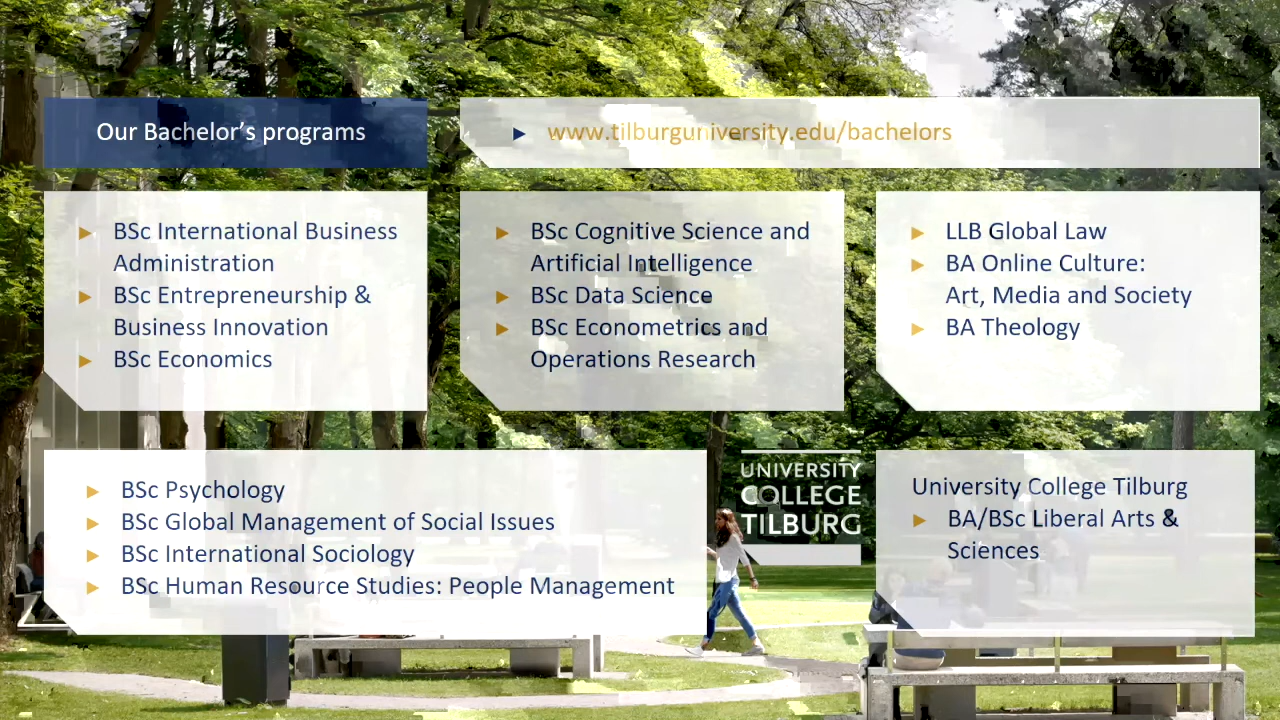 Our Bachelor’s programs
► www.tilburguniversity.edu/bachelors
► BSc International Business
Administration
► BSc Entrepreneurship &
Business Innovation
► BSc Economics
► BSc Cognitive Science and
Artificial Intelligence
► BSc Data Science
► BSc Econometrics and
Operations Research
► LLB Global Law
► BA Online Culture:
Art, Media and Society
► BA Theology
► BSc Psychology
► BSc Global Management of Social Issues
► BSc International Sociology
► BSc Human Resource Studies: People Management
UNIVERSITY
COLLEGE
TILBURG
University College Tilburg
► BA/BSc Liberal Arts &
Sciences